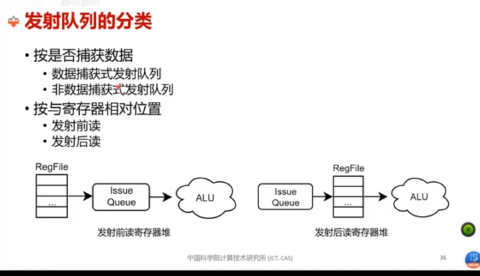 发射队列的分类
• 按是否捕获数据
• 数据捕获式发射队列
• 非数据捕获式发射队列
• 按与寄存器相对位置
• 发射前读
• 发射后读
RegFile
...
Issue
Queue
ALU
发射前读寄存器堆
Issue
Queue
RegFile
...
ALU
发射后读寄存器堆
中国科学院计算技术研究所 (ICT, CAS)
36